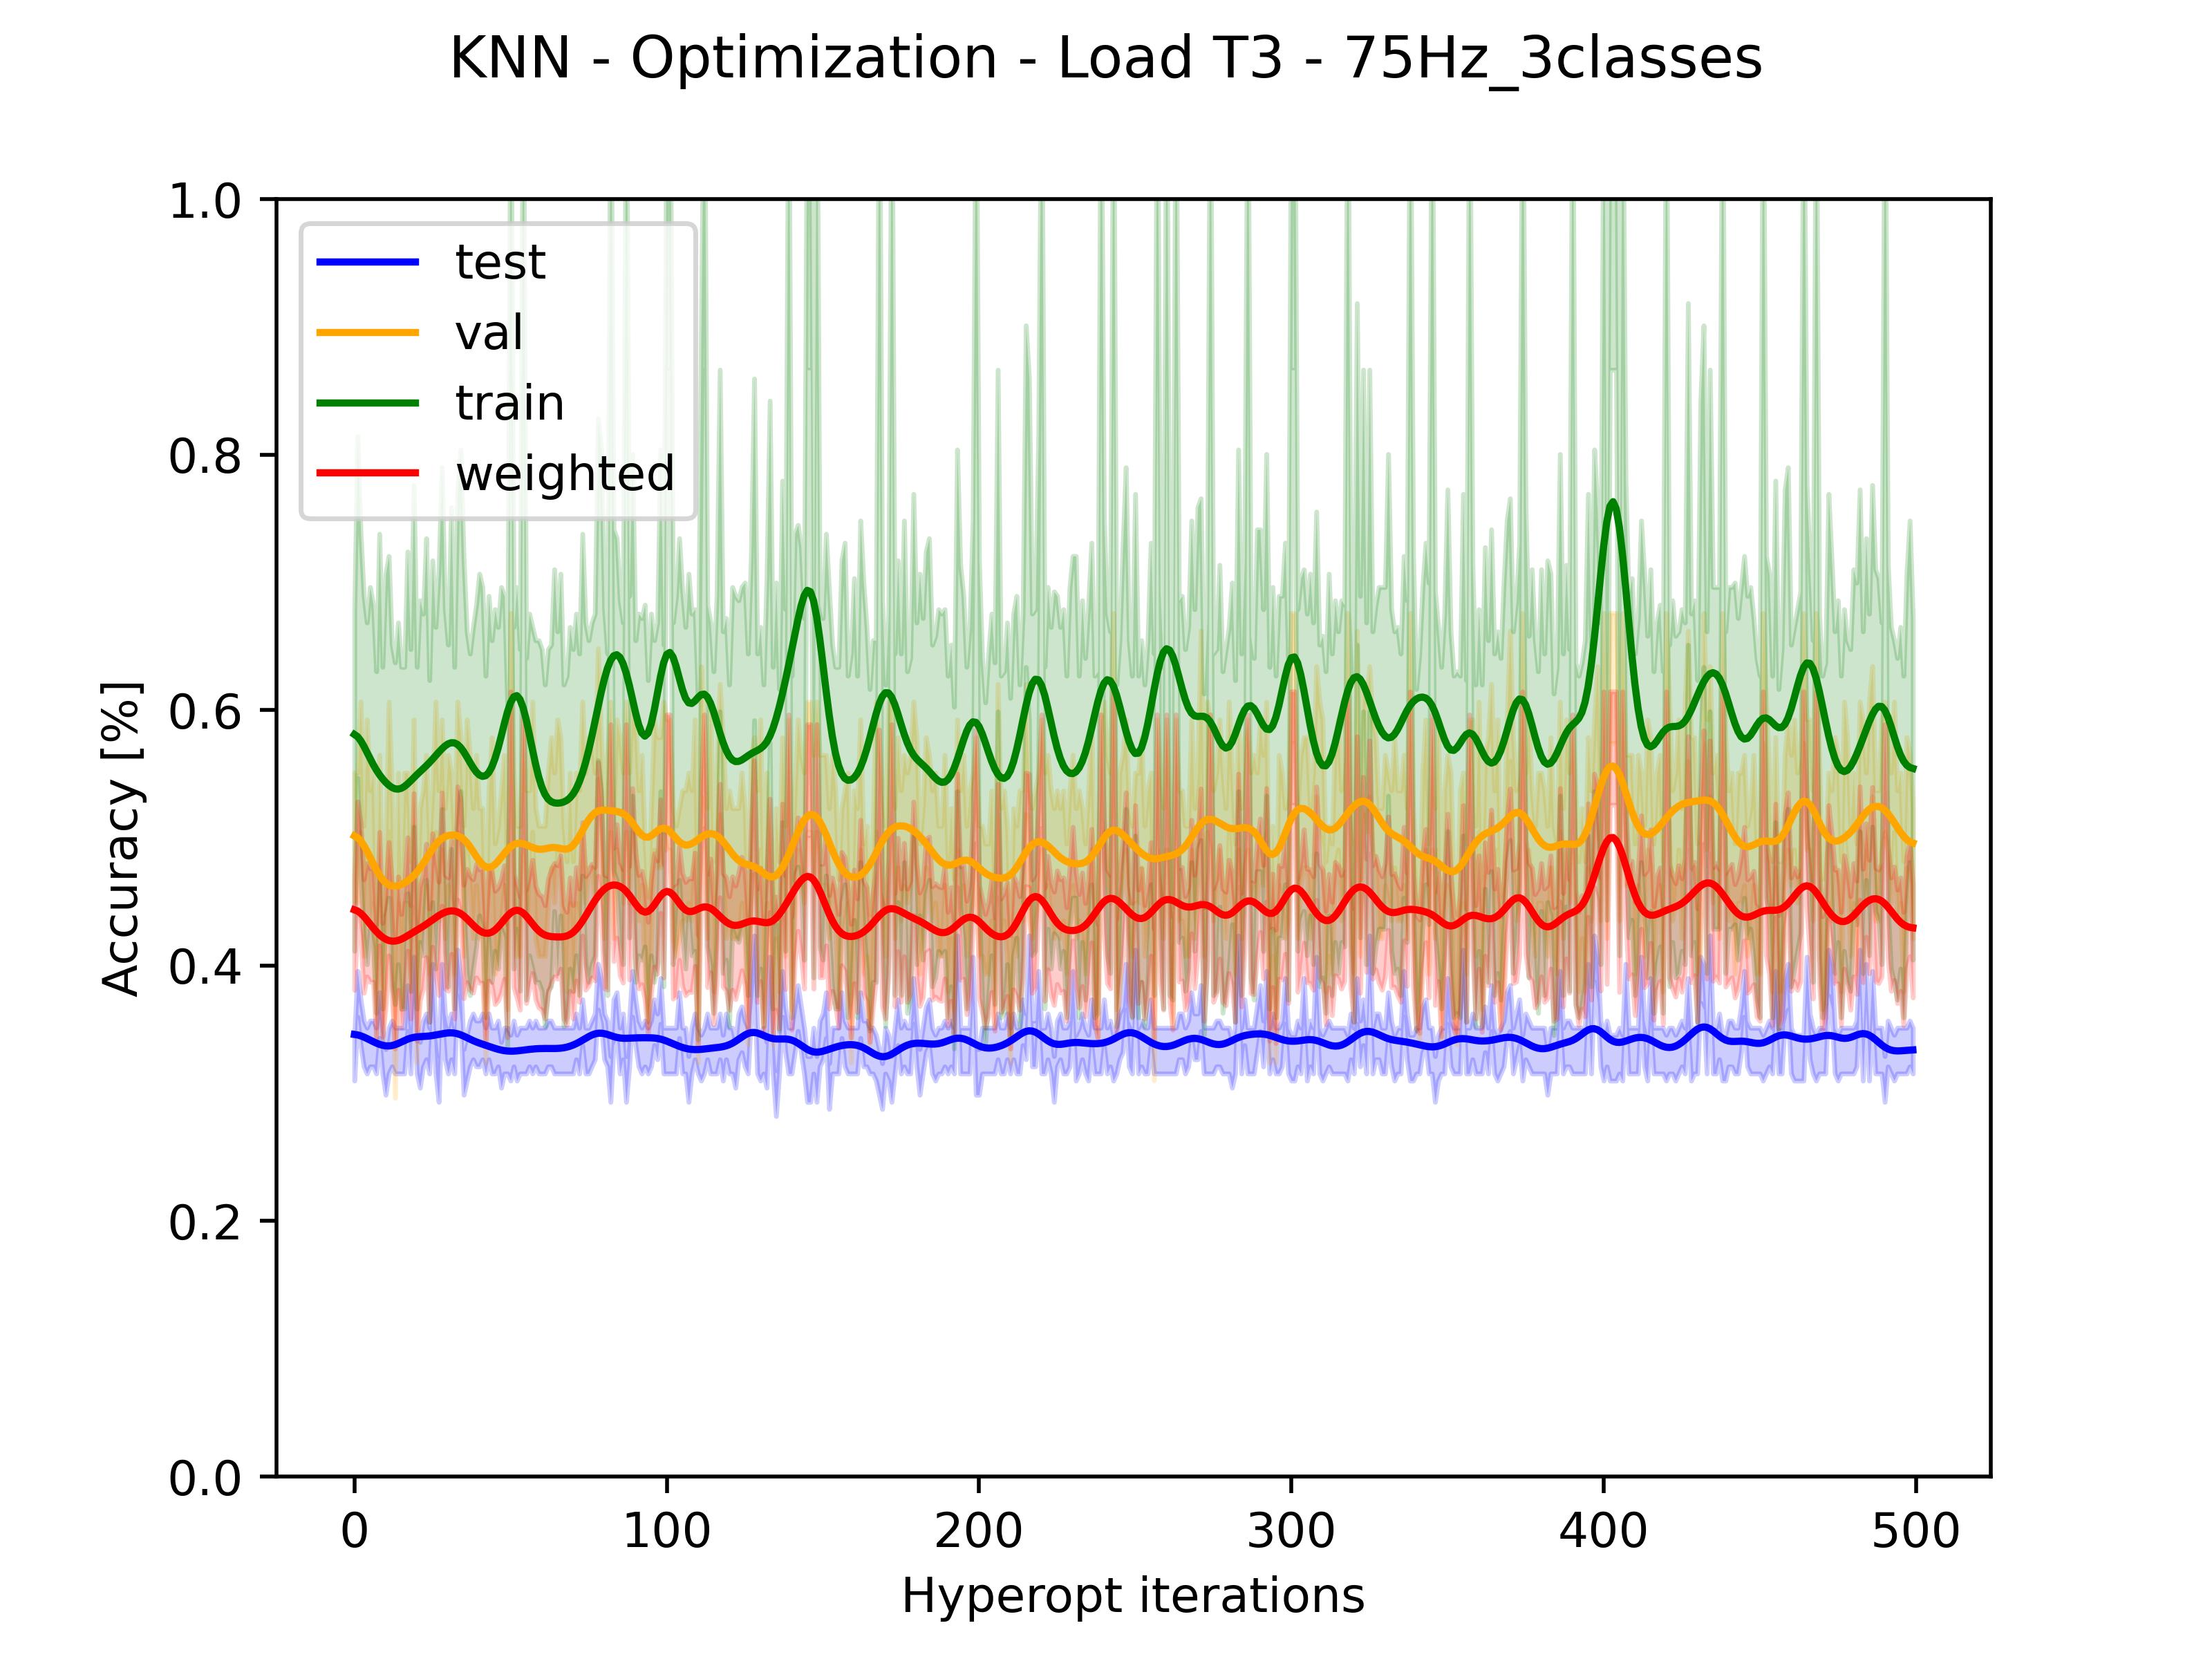 KNN - Optimization - Load T3 - 75Hz_3classes
1.0
0.8
0.6
0.4
0.2
0.0
Accuracy [%]
test
val
train
weighted
0 100 200 300 400 500
Hyperopt iterations